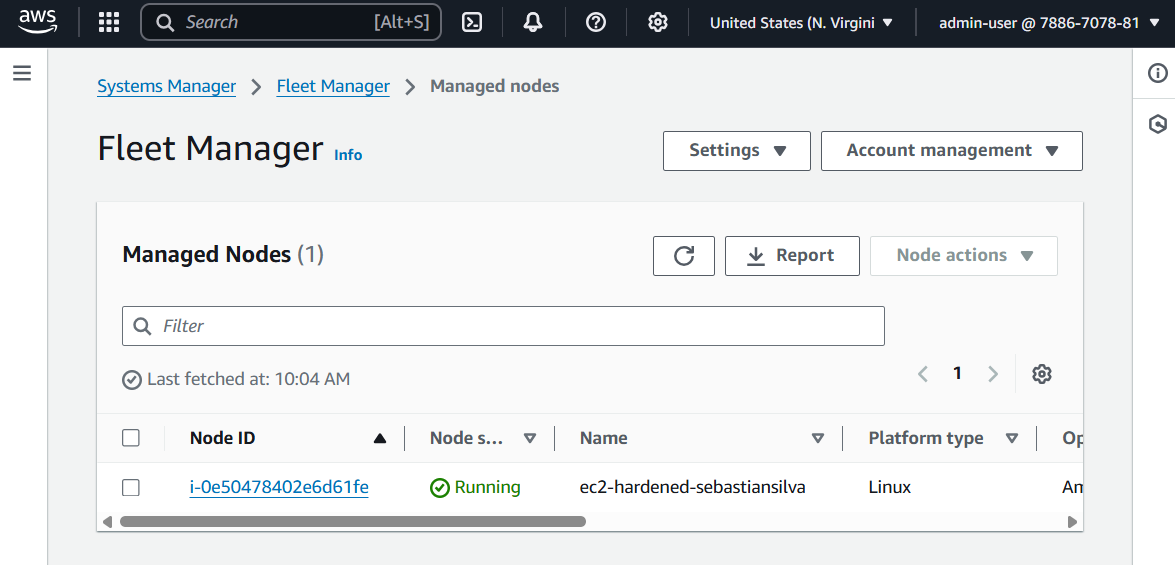 aws Search [Alt+S] United States (N. Virgini admin-user @ 7886-7078-81
Systems Manager Fleet Manager Managed nodes
Fleet Manager Info Settings Account management
Managed Nodes (1) Report Node actions
Filter
Last fetched at: 10:04 AM 1
Node ID Node s... Name Platform type Op
i-0e50478402e6d61fe Running ec2-hardened-sebastiansilva Linux Am